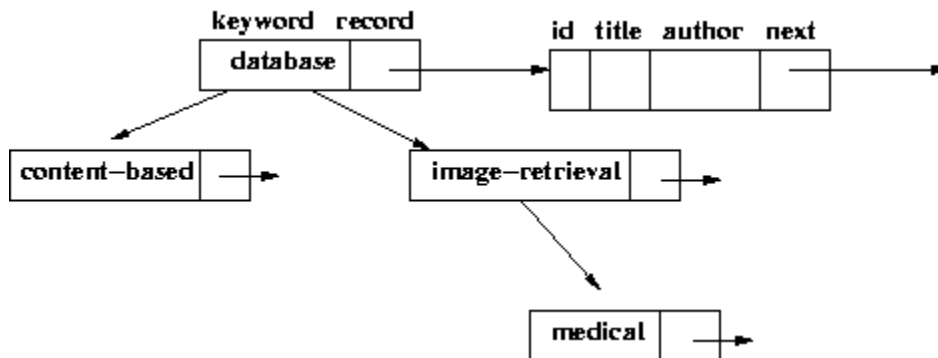 keyword record
id title author next
database
content-based
image-retrieval
medical